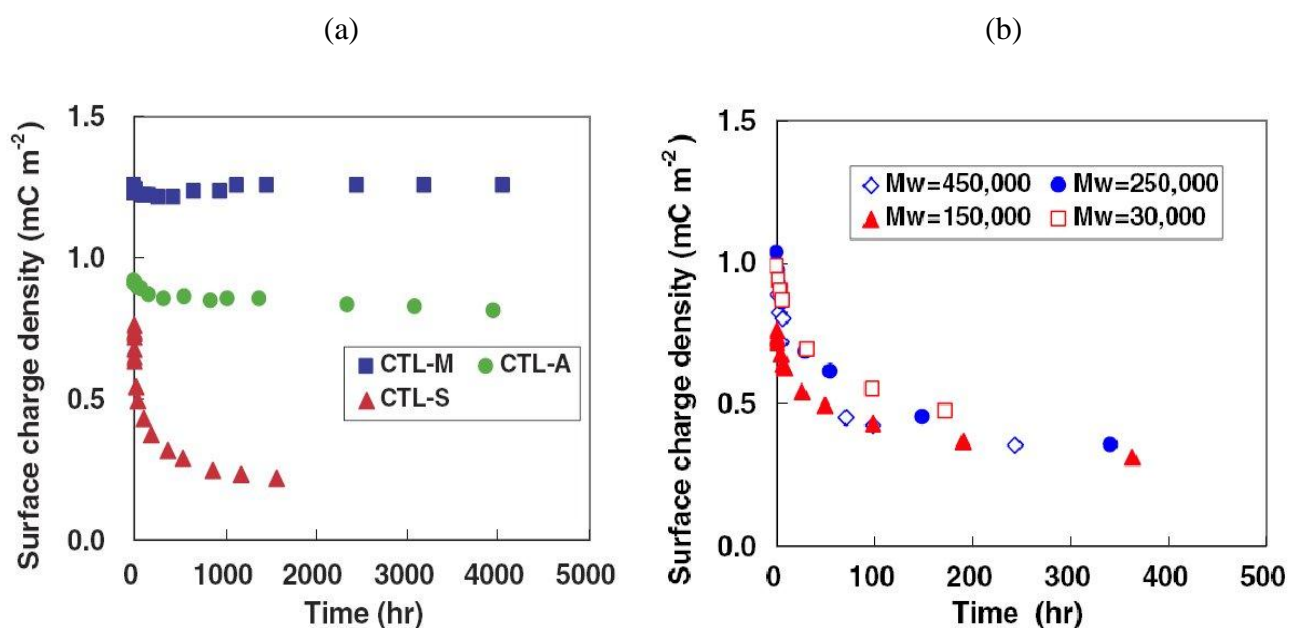 (a)
(b)
Surface charge density (mC m-2)
1.5
1.0
0.5
0.0
CTL-M
CTL-A
CTL-S
0
1000
2000
3000
4000
5000
Time (hr)
Surface charge density (mC m-2)
1.5
1.0
0.5
0.0
Mw=450,000
Mw=250,000
Mw=150,000
Mw=30,000
0
100
200
300
400
500
Time (hr)